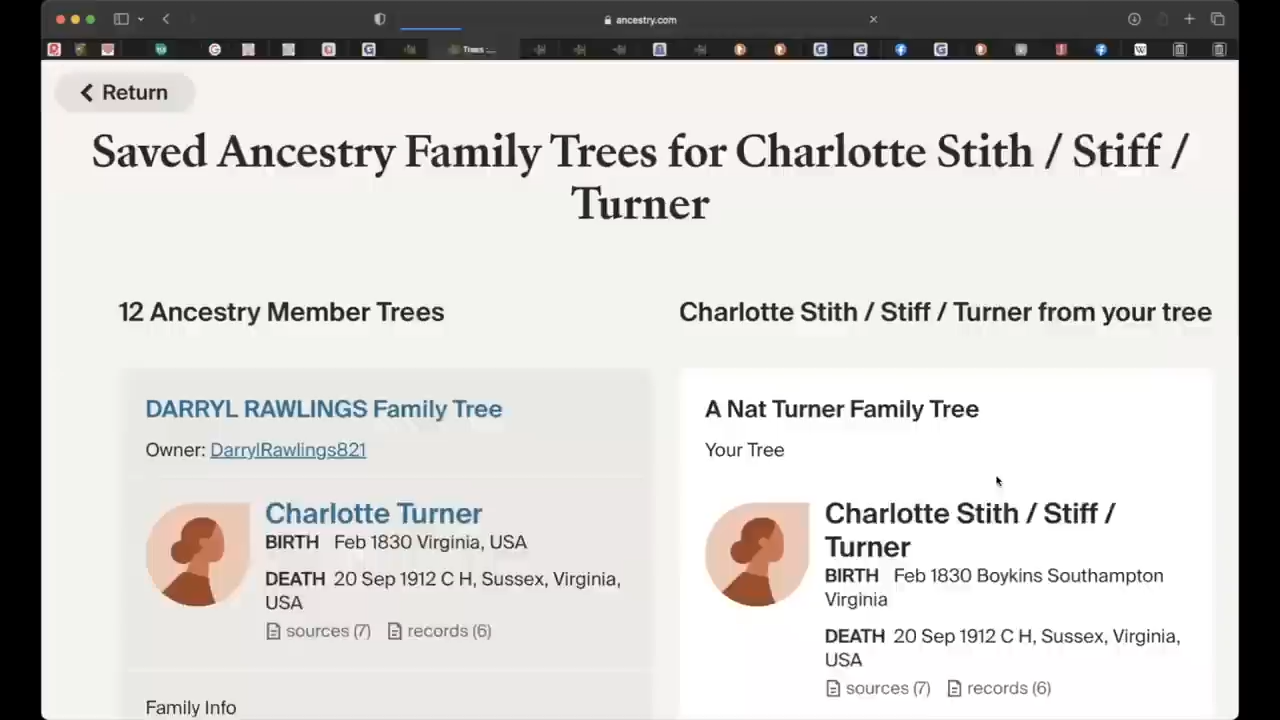 ancestry.com
Trees :...
Return
Saved Ancestry Family Trees for Charlotte Stith / Stiff /
Turner
12 Ancestry Member Trees
Charlotte Stith / Stiff / Turner from your tree
DARRYL RAWLINGS Family Tree
Owner: DarrylRawlings821
Charlotte Turner
BIRTH Feb 1830 Virginia, USA
DEATH 20 Sep 1912 C H, Sussex, Virginia,
USA
sources (7) records (6)
Family Info
A Nat Turner Family Tree
Your Tree
Charlotte Stith / Stiff /
Turner
BIRTH Feb 1830 Boykins Southampton
Virginia
DEATH 20 Sep 1912 C H, Sussex, Virginia,
USA
sources (7) records (6)